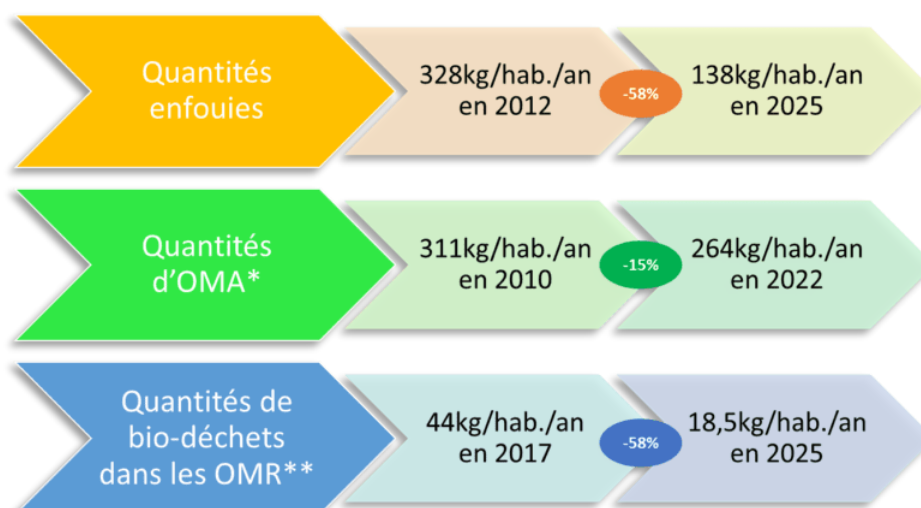 Quantités
enfouies
328kg/hab./an
en 2012
-58%
138kg/hab./an
en 2025
Quantités
d’OMA*
311kg/hab./an
en 2010
-15%
264kg/hab./an
en 2022
Quantités de
bio-déchets
dans les OMR**
44kg/hab./an
en 2017
-58%
18,5kg/hab./an
en 2025